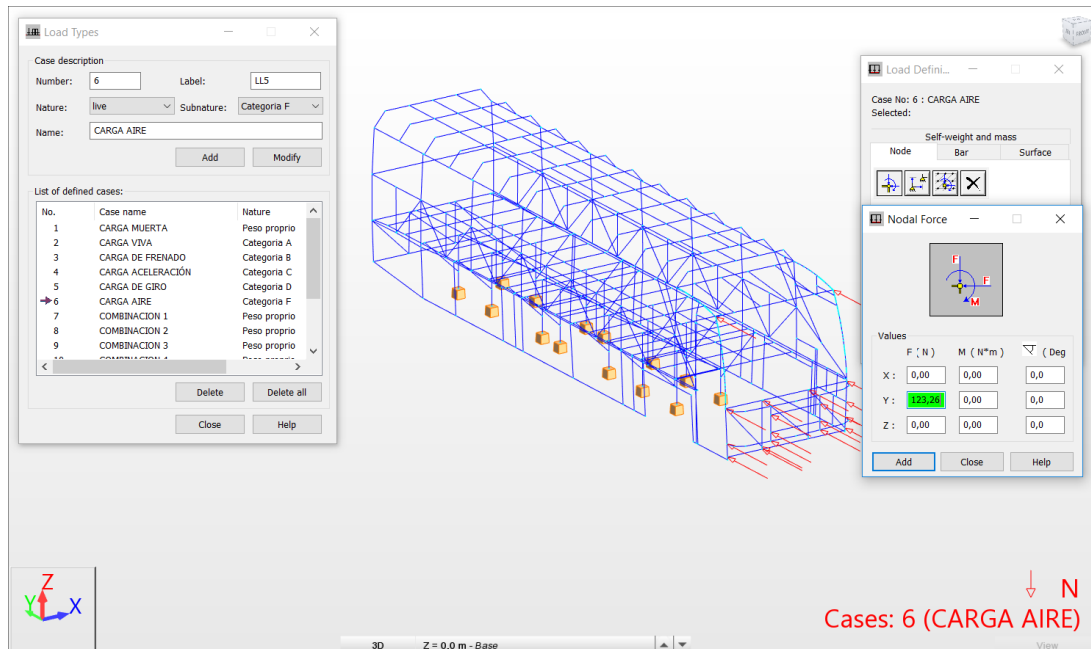 Load Types
Case description
Number: 6 Label: LL5
Nature: live Subnature: Categoria F
Name: CARGA AIRE
Add Modify
List of defined cases:
No. Case name Nature
1 CARGA MUERTA Peso proprio
2 CARGA VIVA Categoria A
3 CARGA DE FRENADO Categoria B
4 CARGA ACELERACIÓN Categoria C
5 CARGA DE GIRO Categoria D
6 CARGA AIRE Categoria F
7 COMBINACION 1 Peso proprio
8 COMBINACION 2 Peso proprio
9 COMBINACION 3 Peso proprio
Delete Delete all
Close Help
Load Defini...
Case No: 6 : CARGA AIRE
Selected:
Self-weight and mass
Node Bar Surface
Nodal Force
F
F
M
Values
F ( N ) M ( N*m ) ( Deg
X : 0,00 0,00 0,0
Y : 123,26 0,00 0,0
Z : 0,00 0,00 0,0
Add Close Help
Z
Y
X
N
Cases: 6 (CARGA AIRE)
3D Z = 0,0 m - Base
View